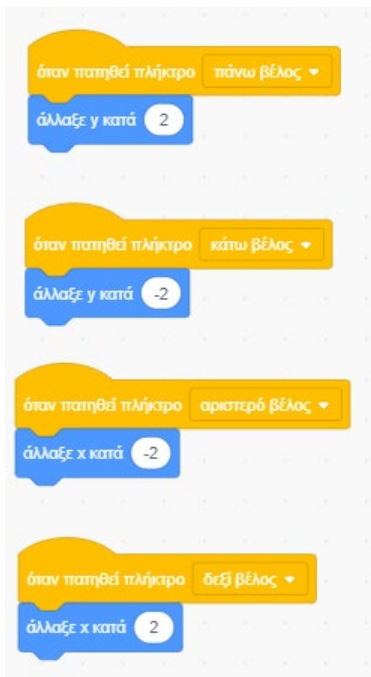 όταν πατηθεί πλήκτρο πάνω βέλος
άλλαξε y κατά 2
όταν πατηθεί πλήκτρο κάτω βέλος
άλλαξε y κατά -2
όταν πατηθεί πλήκτρο αριστερό βέλος
άλλαξε x κατά -2
όταν πατηθεί πλήκτρο δεξί βέλος
άλλαξε x κατά 2